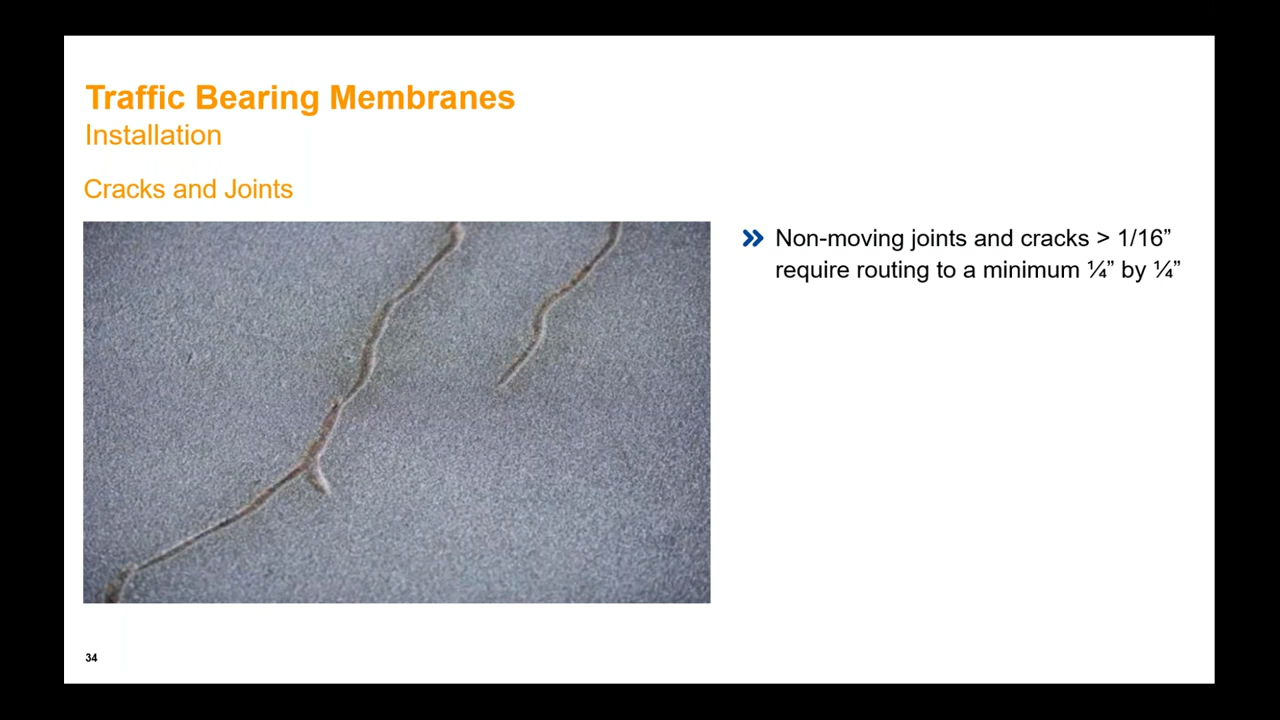 Traffic Bearing Membranes
Installation
Cracks and Joints
Non-moving joints and cracks > 1/16”
require routing to a minimum ¼” by ¼”
34